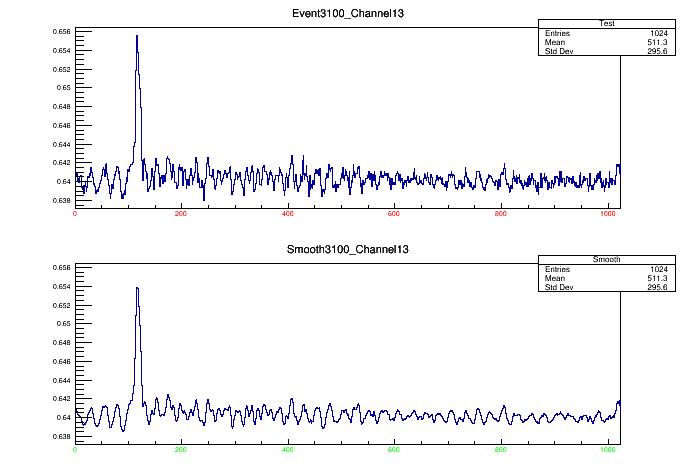 Event3100_Channel13
Test
Entries 1024
Mean 511.3
Std Dev 295.6
0.656
0.654
0.652
0.65
0.648
0.646
0.644
0.642
0.64
0.638
0 200 400 600 800 1000
Smooth3100_Channel13
Smooth
Entries 1024
Mean 511.3
Std Dev 295.6
0.656
0.654
0.652
0.65
0.648
0.646
0.644
0.642
0.64
0.638
0 200 400 600 800 1000